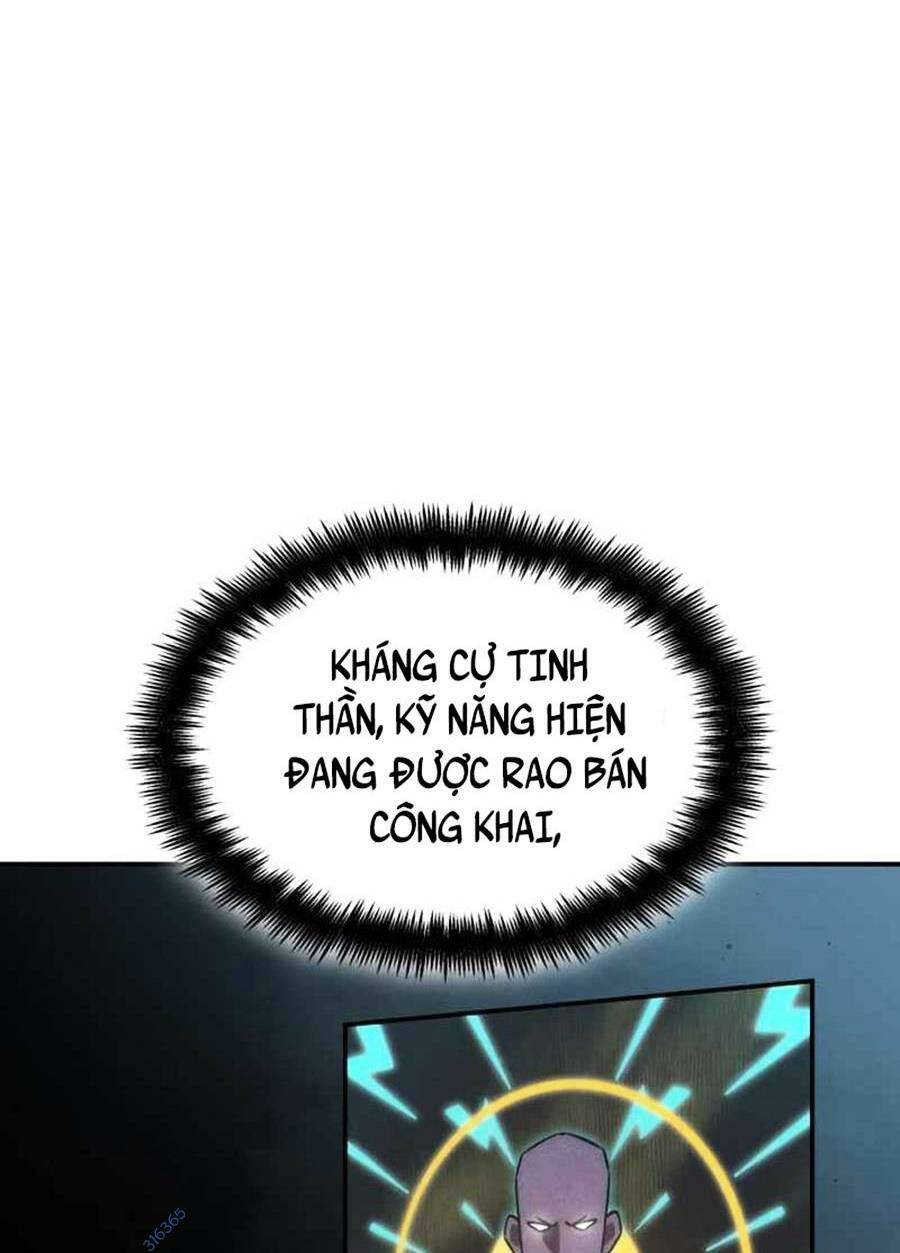 KHÁNG CỰ TINH
THẦN, KỸ NĂNG HIỆN
ĐANG ĐƯỢC RAO BÁN
CÔNG KHAI,
316365